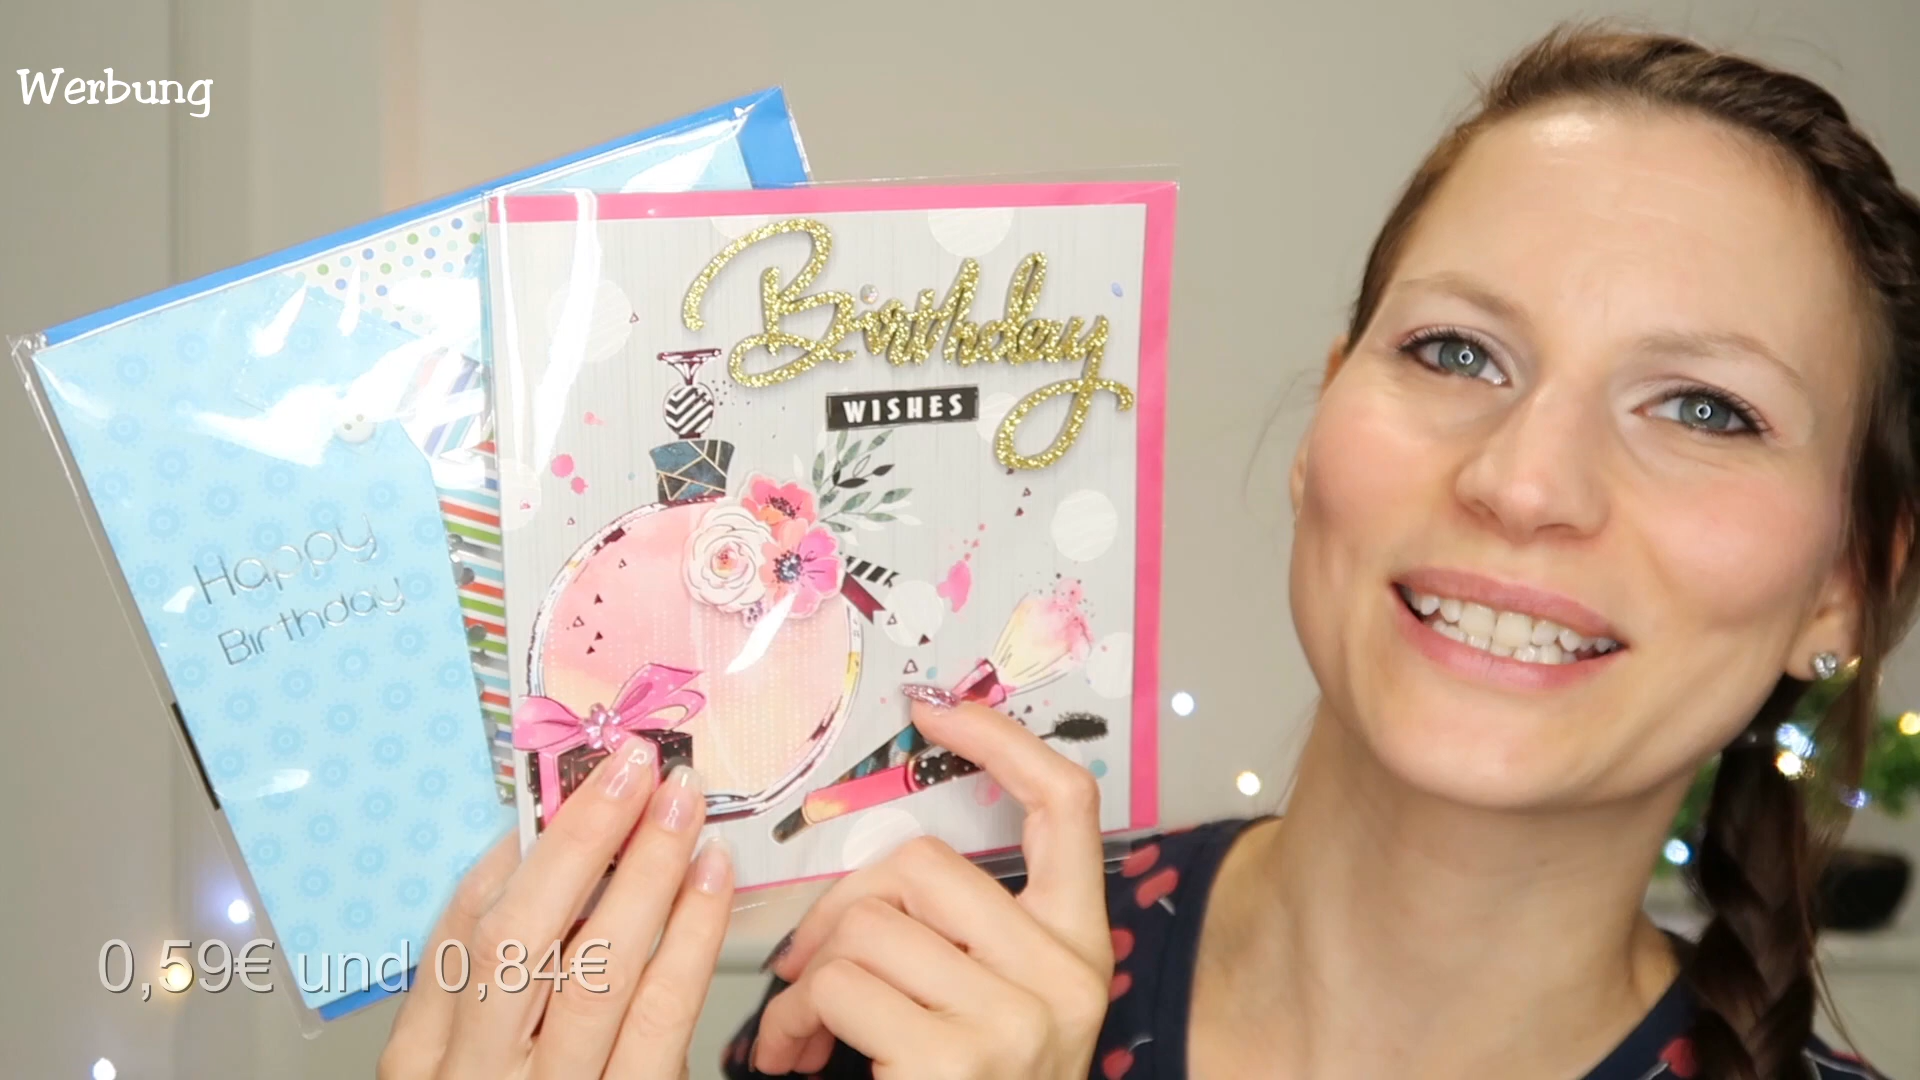 Werbung
Birthday
WISHES
Happy
Birthday
0,59€ und 0,84€